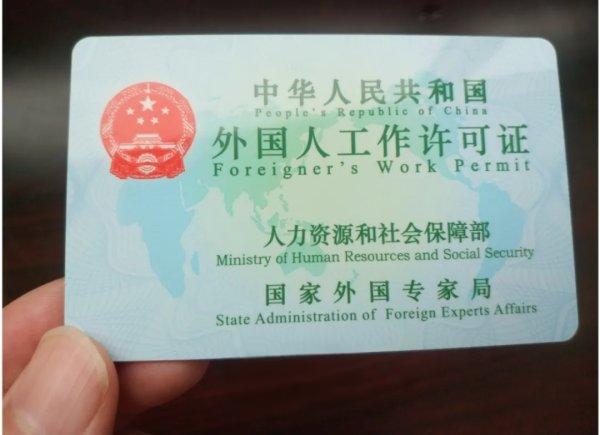 中华人民共和国
People's Republic of China
外国人工作许可证
Foreigner's Work Permit
人力资源和社会保障部
Ministry of Human Resources and Social Security
国家外国专家局
State Administration of Foreign Experts Affairs